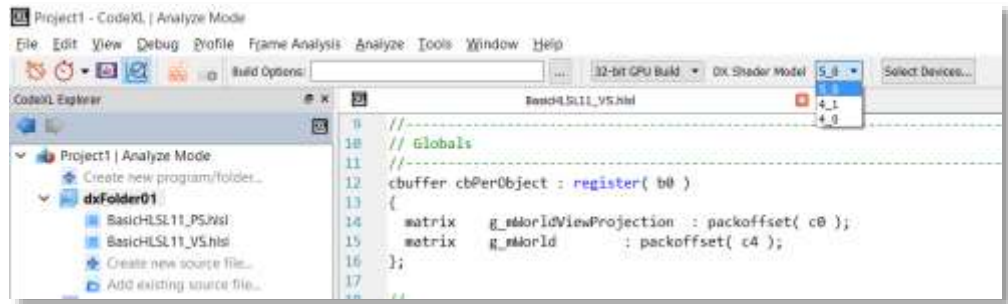 Project1 - CodeXL | Analyze Mode
File Edit View Debug Profile Frame Analysis Analyze Tools Window Help
Build Options: ... 32-bit GPU Build DX Shader Model 5_0 Select Devices...
5_0
4_1
4_0
CodeXL Explorer
Project1 | Analyze Mode
Create new program/folder...
dxFolder01
BasicHLSL11_PS.hlsl
BasicHLSL11_VS.hlsl
Create new source file...
Add existing source file...
BasicHLSL11_VS.hlsl
9 //----------------------------------------------------------------
10 // Globals
11 //----------------------------------------------------------------
12 cbuffer cbPerObject : register( b0 )
13 {
14 matrix g_mWorldViewProjection : packoffset( c0 );
15 matrix g_mWorld : packoffset( c4 );
16 };
17